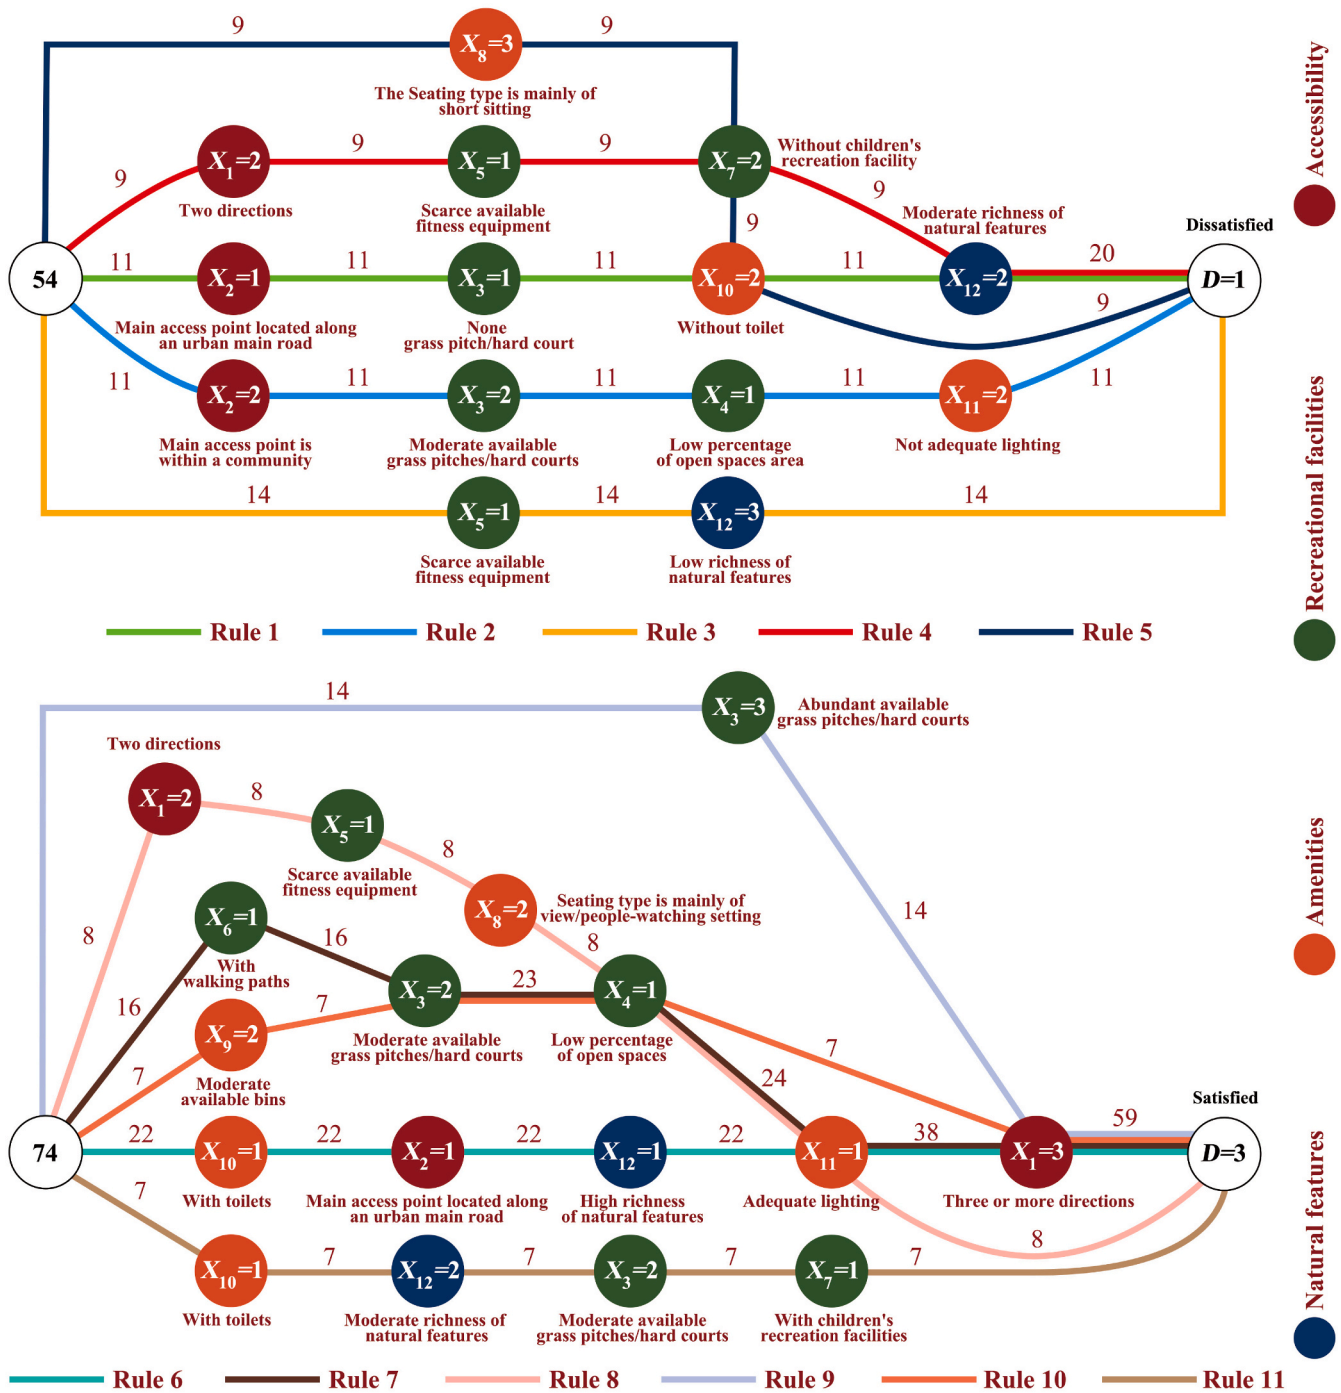 9
9
X8=3
The Seating type is mainly of
short sitting
9
X1=2
9
X5=1
9
X7=2
Without children's
recreation facility
Two directions
Scarce available
fitness equipment
9
9
Moderate richness of
natural features
Dissatisfied
54
11
X2=1
11
X3=1
11
X10=2
11
X12=2
20
D=1
Main access point located along
an urban main road
None
grass pitch/hard court
Without toilet
9
11
X2=2
11
X3=2
11
X4=1
11
X11=2
11
Main access point is
within a community
Moderate available
grass pitches/hard courts
Low percentage
of open spaces area
Not adequate lighting
14
X5=1
14
X12=3
14
Scarce available
fitness equipment
Low richness of
natural features
Rule 1
Rule 2
Rule 3
Rule 4
Rule 5
14
X3=3
Abundant available
grass pitches/hard courts
Two directions
X1=2
8
X5=1
Scarce available
fitness equipment
8
X8=2
Seating type is mainly of
view/people-watching setting
8
8
X6=1
With
walking paths
16
16
14
X3=2
23
X4=1
Moderate available
grass pitches/hard courts
Low percentage
of open spaces
X9=2
7
7
Moderate
available bins
7
24
Satisfied
74
22
X10=1
22
X2=1
22
X12=1
22
X11=1
38
X1=3
59
D=3
With toilets
Main access point located along
an urban main road
High richness
of natural features
Adequate lighting
Three or more directions
8
7
X10=1
7
X12=2
7
X3=2
7
X7=1
7
With toilets
Moderate richness of
natural features
Moderate available
grass pitches/hard courts
With children's
recreation facilities
Rule 6
Rule 7
Rule 8
Rule 9
Rule 10
Rule 11
Accessibility
Recreational facilities
Amenities
Natural features